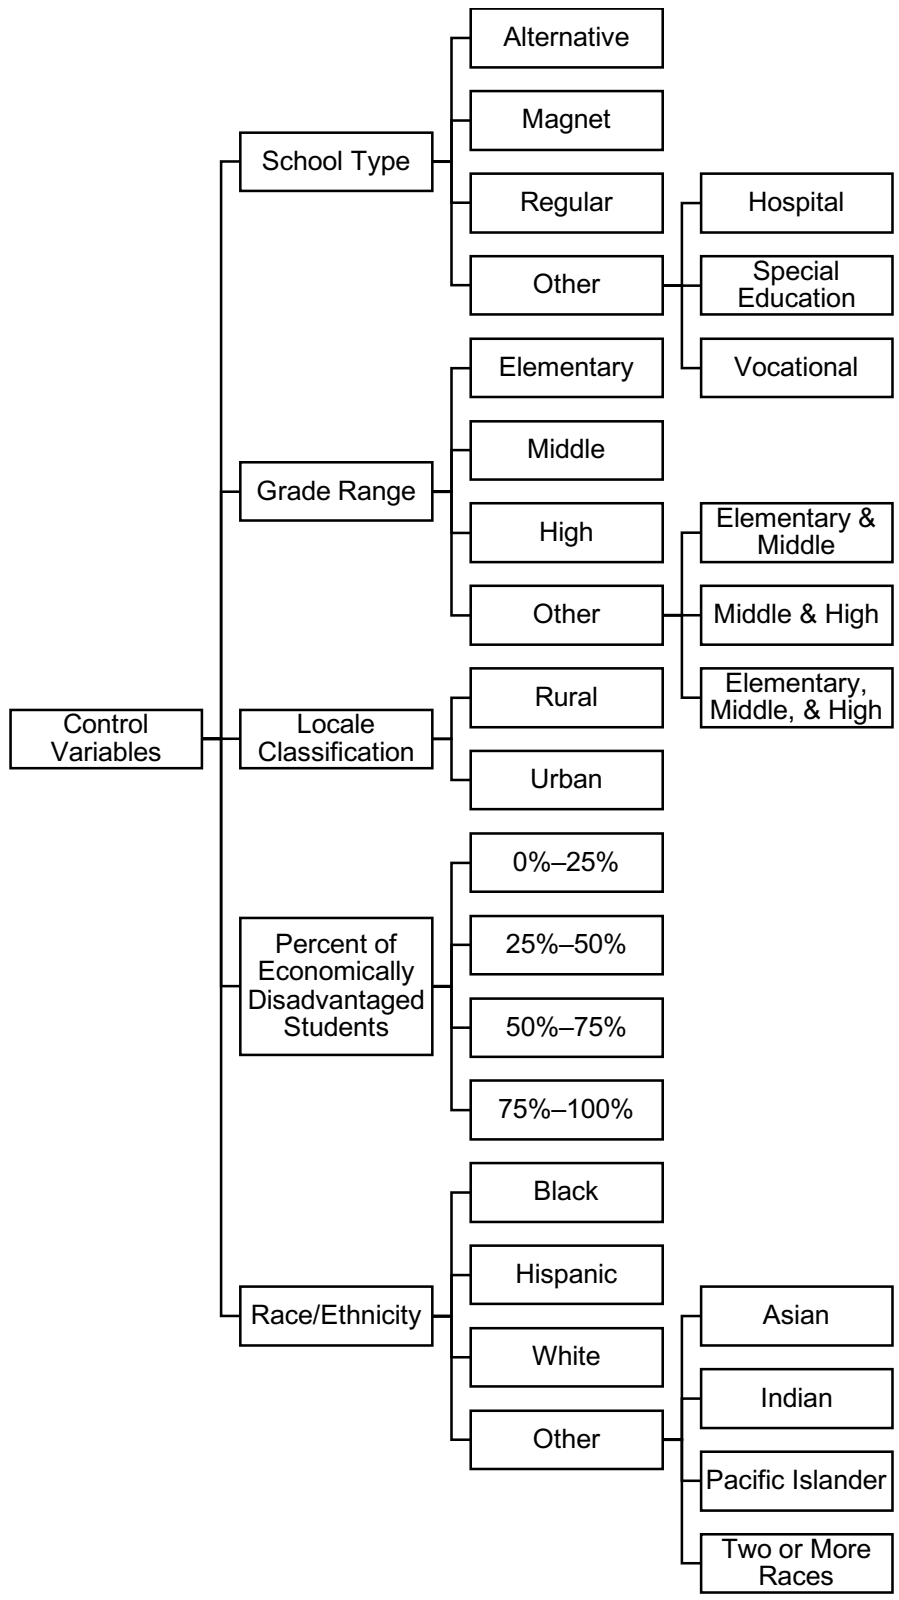 Control
Variables
School Type
Alternative
Magnet
Regular
Other
Hospital
Special
Education
Vocational
Grade Range
Elementary
Middle
High
Other
Elementary &
Middle
Middle & High
Elementary,
Middle, & High
Locale
Classification
Rural
Urban
Percent of
Economically
Disadvantaged
Students
0%–25%
25%–50%
50%–75%
75%–100%
Race/Ethnicity
Black
Hispanic
White
Other
Asian
Indian
Pacific Islander
Two or More
Races